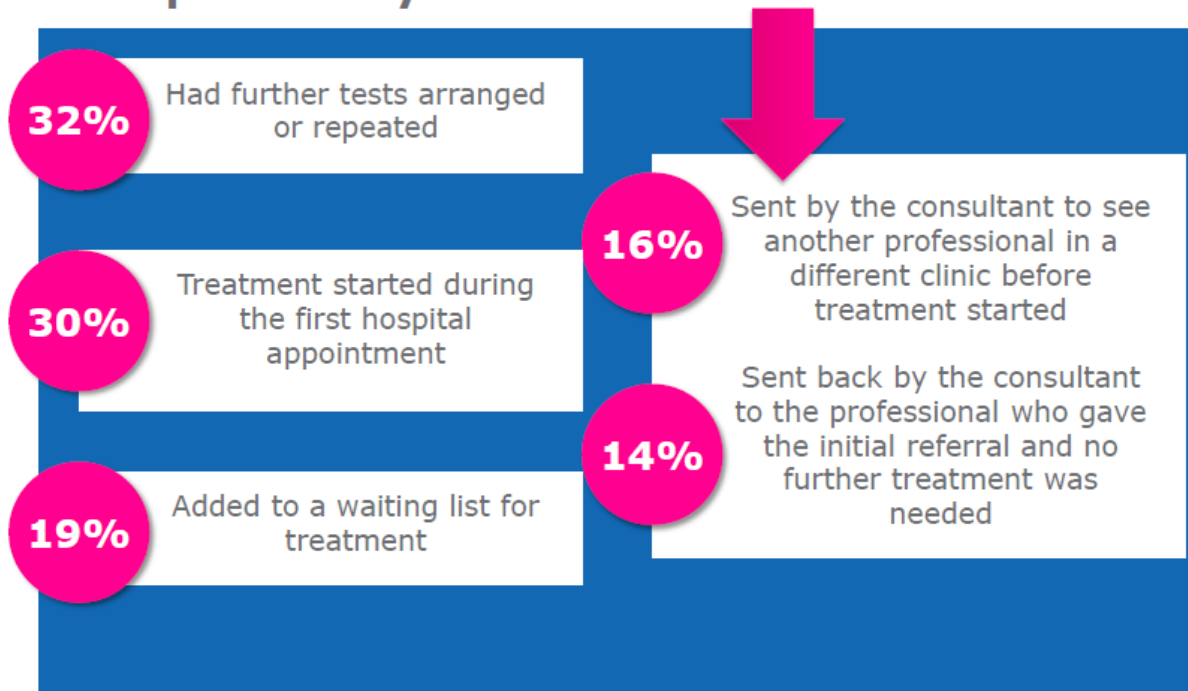 32%
Had further tests arranged
or repeated
30%
Treatment started during
the first hospital
appointment
19%
Added to a waiting list for
treatment
16%
Sent by the consultant to see
another professional in a
different clinic before
treatment started
14%
Sent back by the consultant
to the professional who gave
the initial referral and no
further treatment was
needed